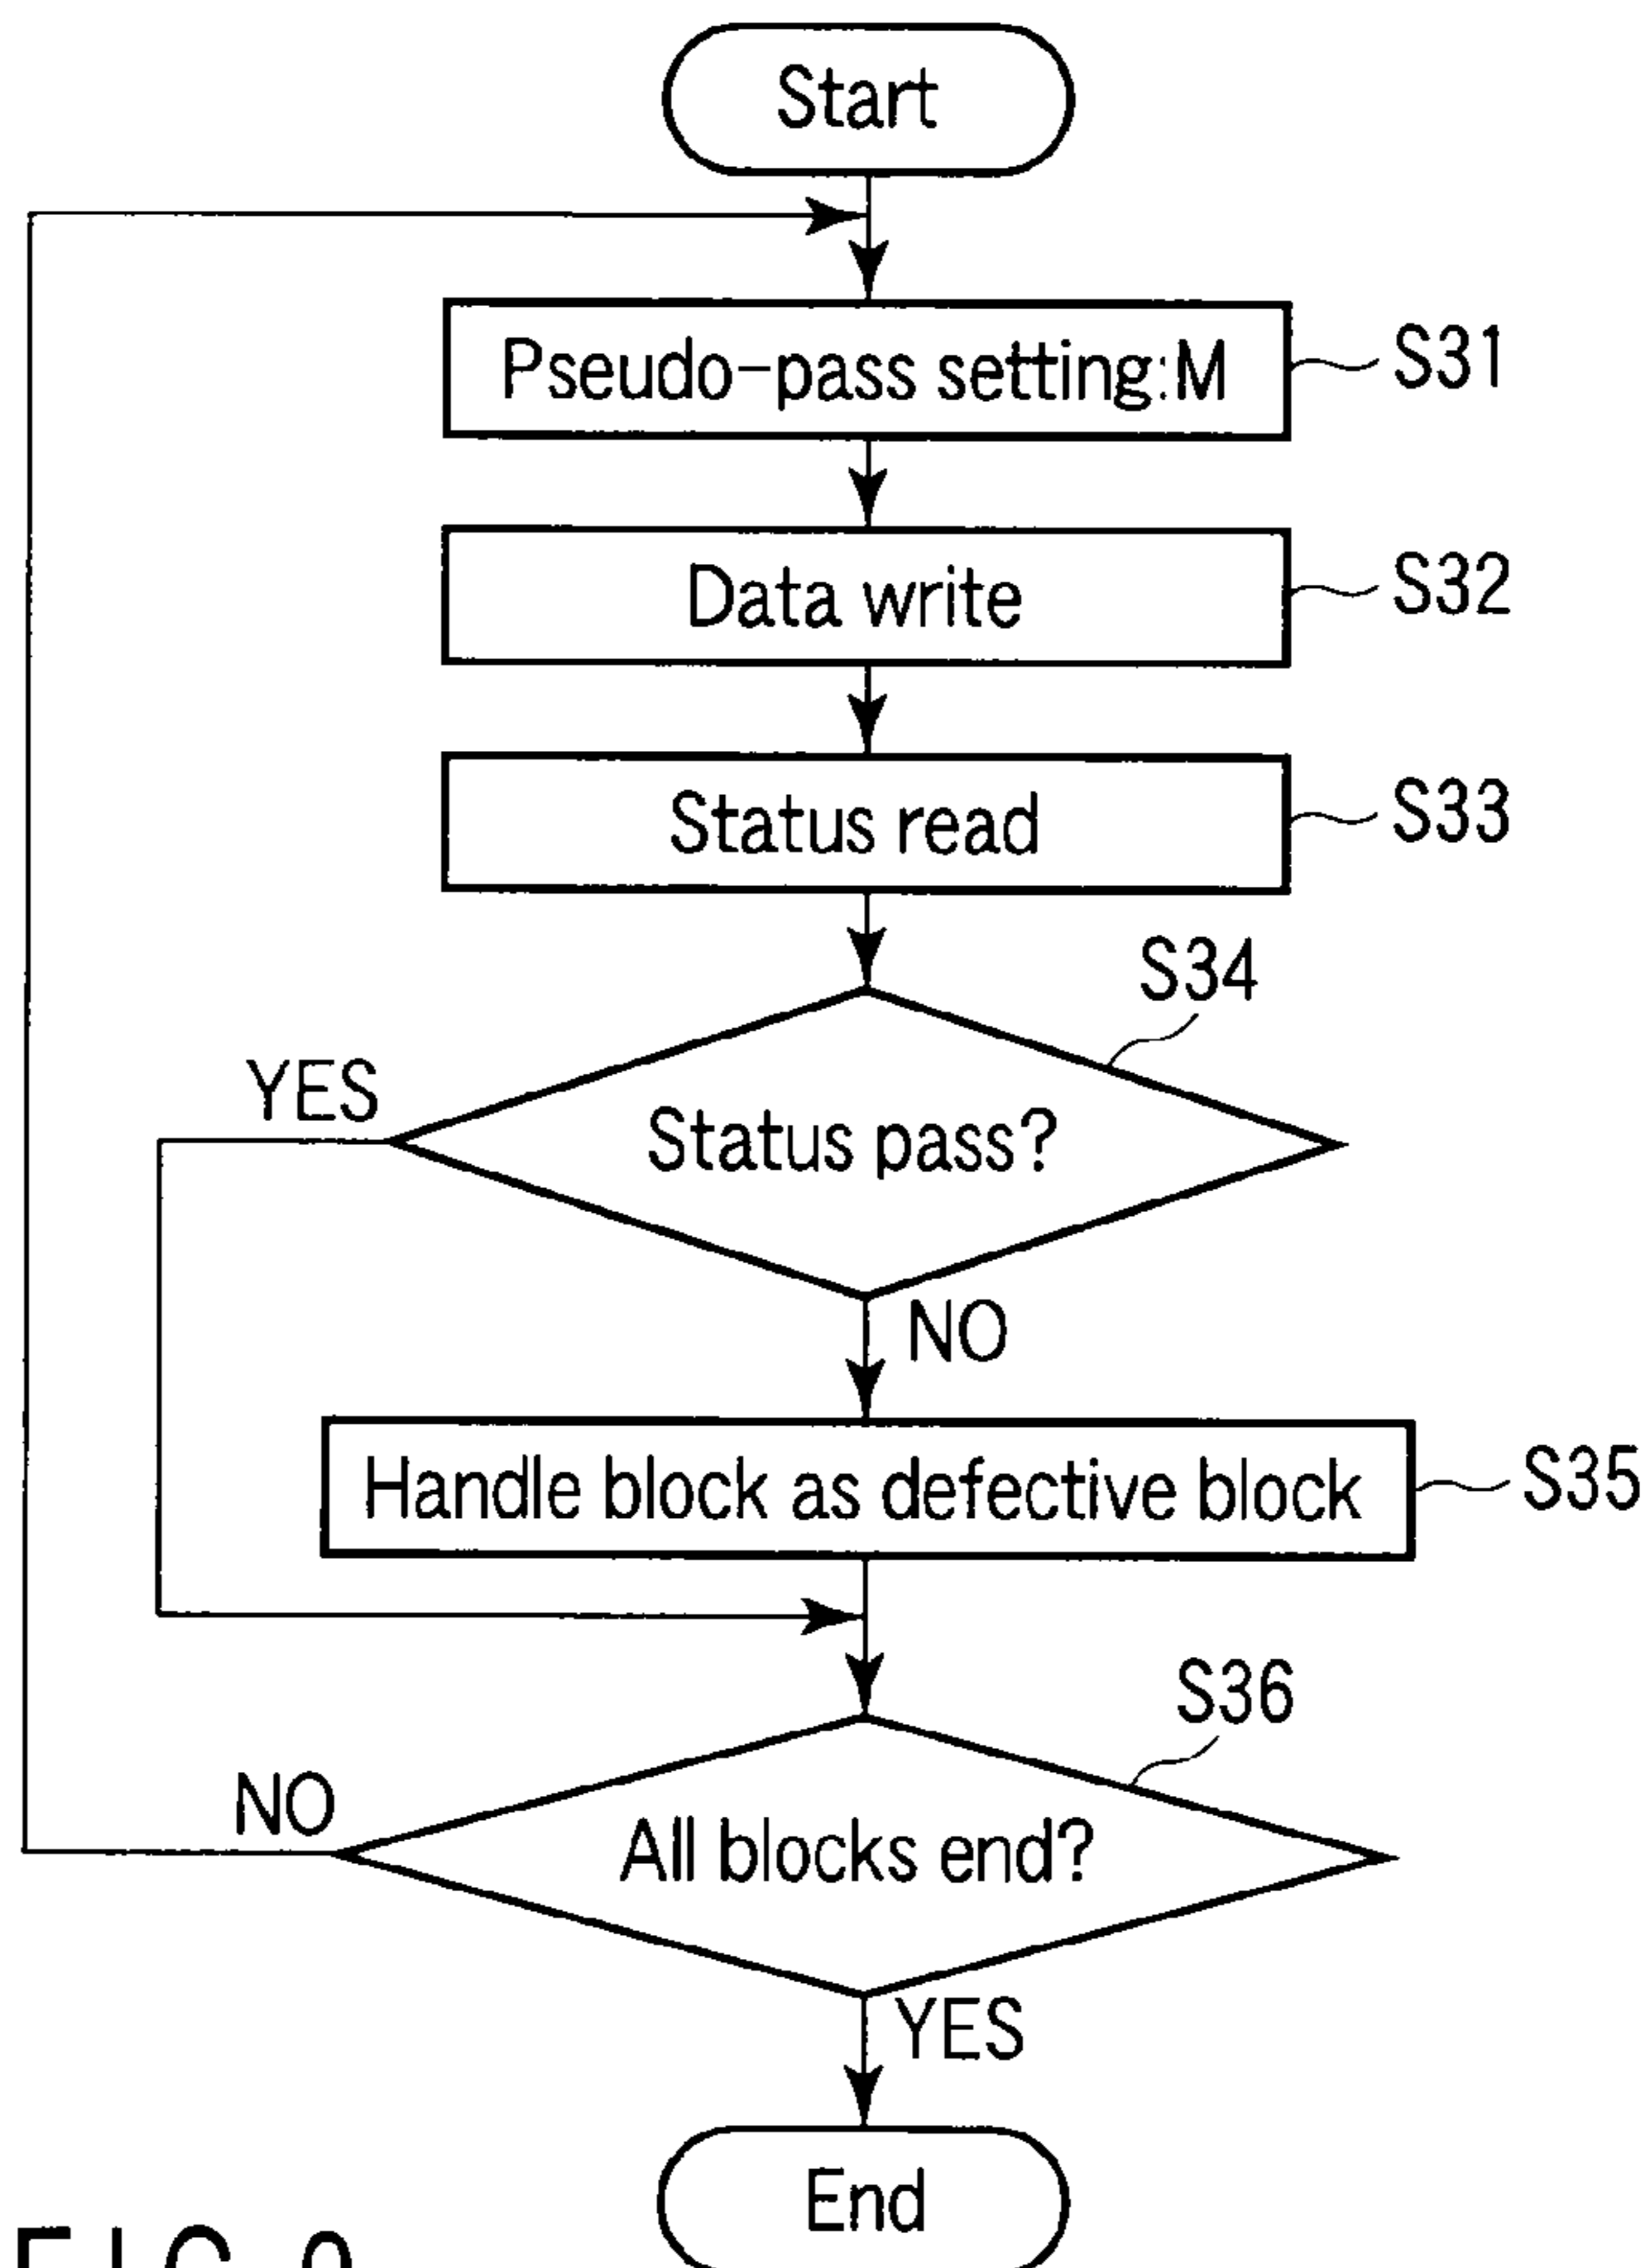 Start
Pseudo-pass setting:M
S31
Data write
S32
Status read
S33
S34
YES
Status pass?
NO
Handle block as defective block
S35
S36
NO
All blocks end?
YES
End
FIG.